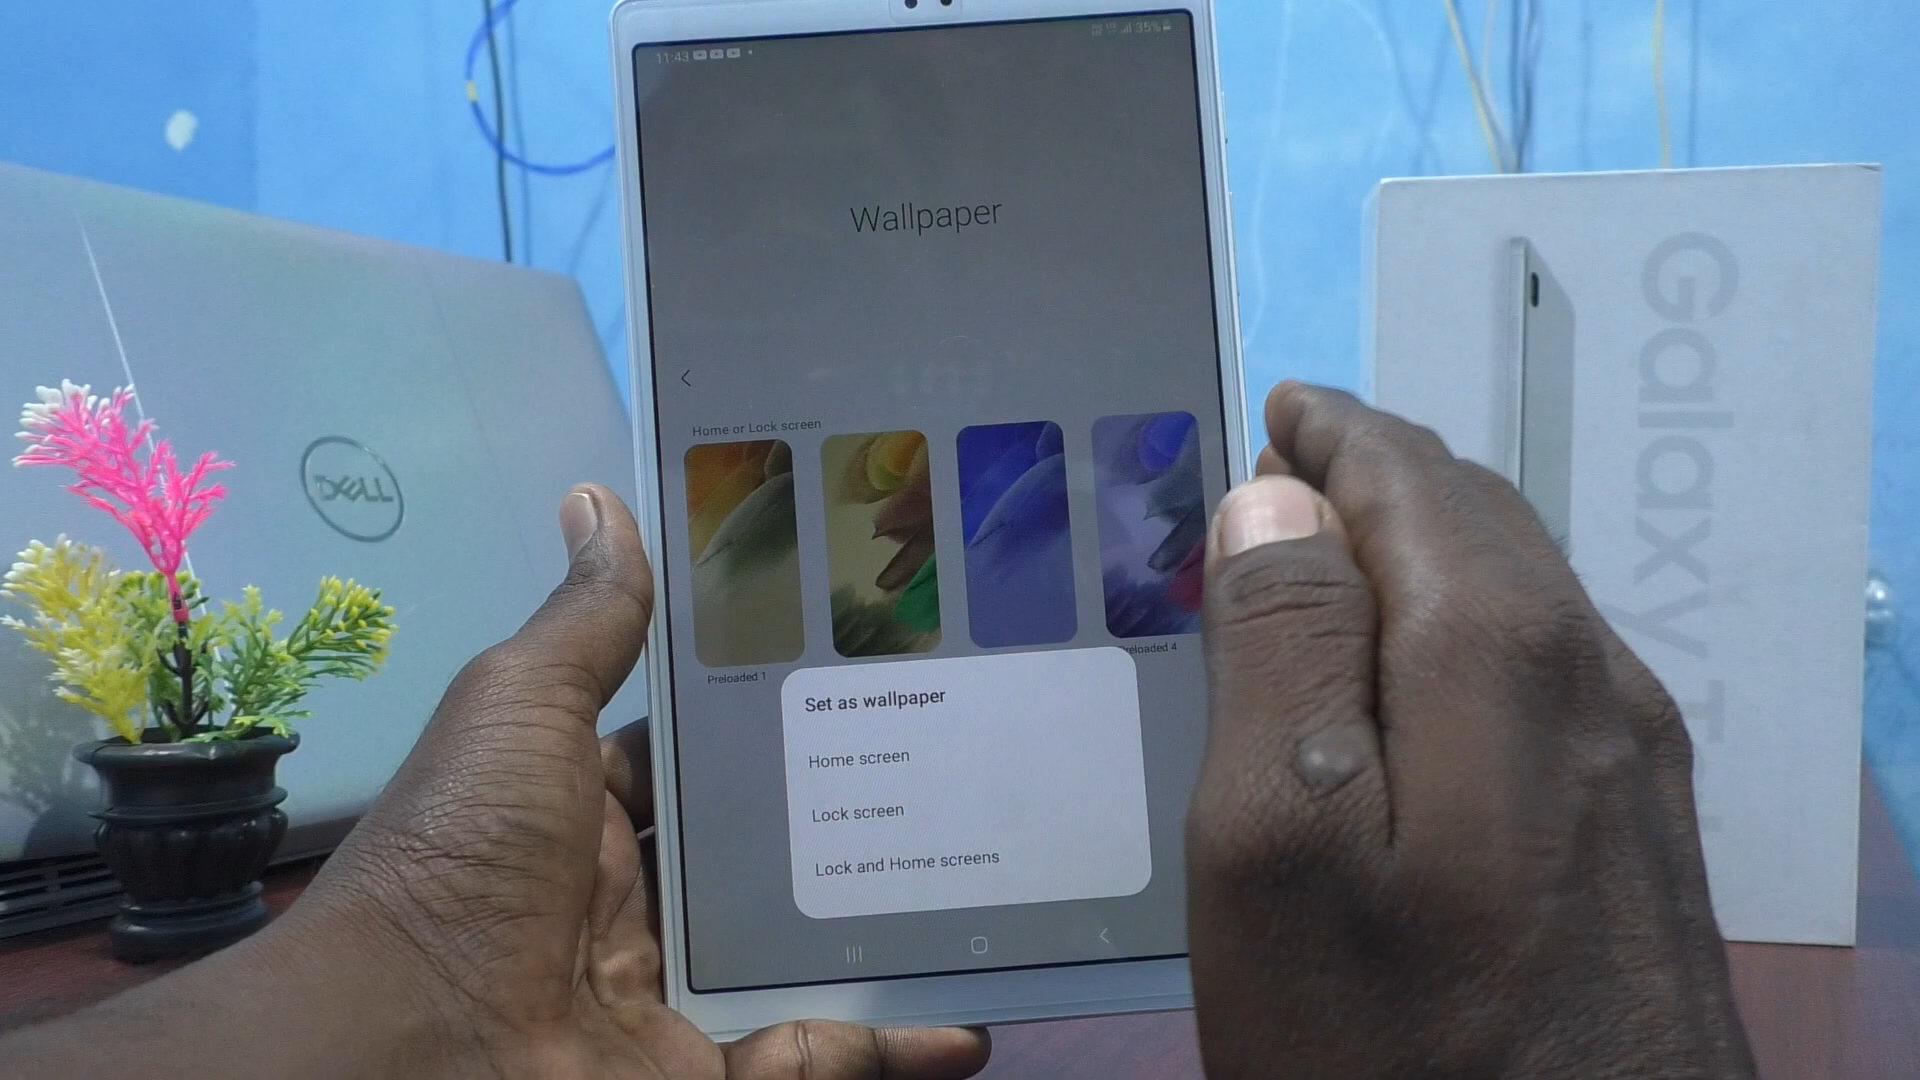 11:43
35%
Wallpaper
Home or Lock screen
Preloaded 1
Preloaded 4
Set as wallpaper
Home screen
Lock screen
Lock and Home screens
DELL
Galaxy